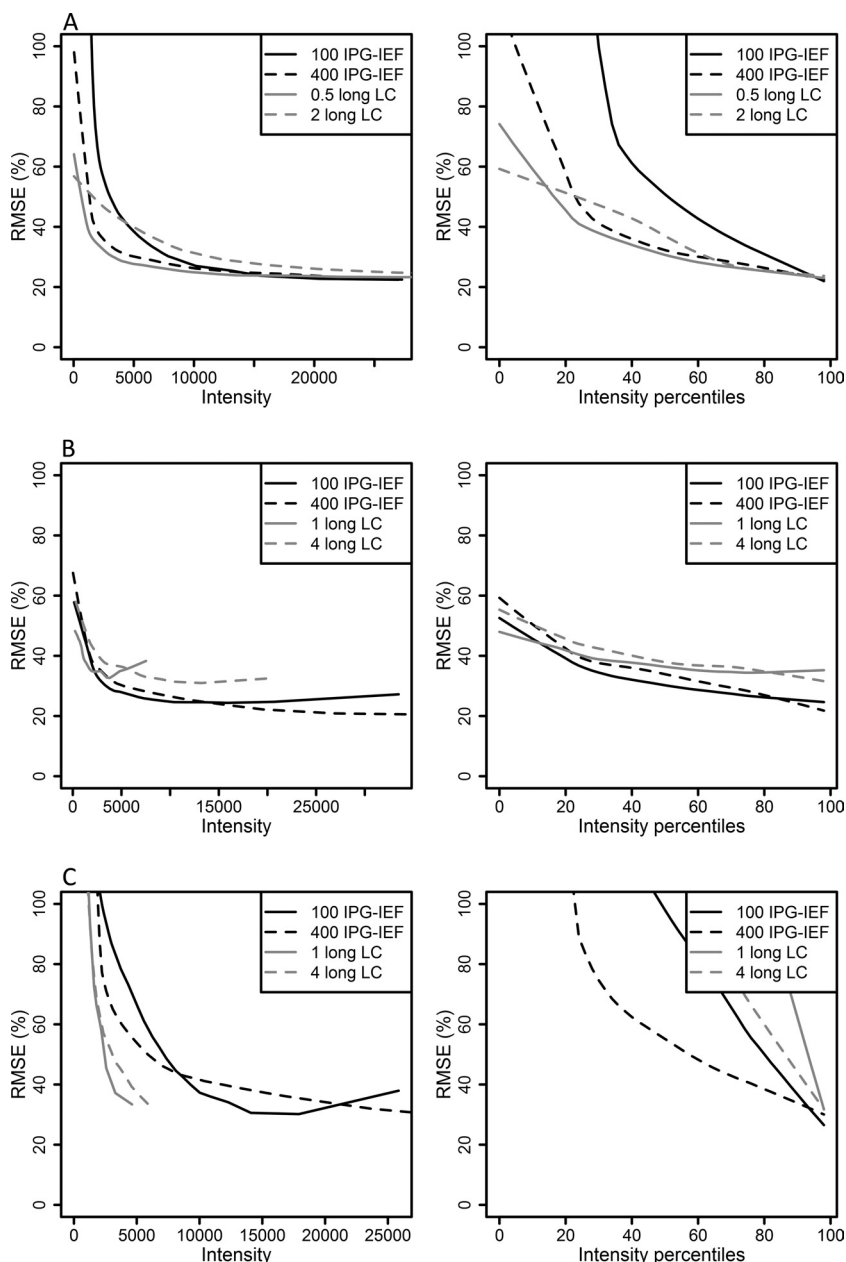 A
RMSE (%)
100
80
60
40
20
0
100 IPG-IEF
400 IPG-IEF
0.5 long LC
2 long LC
0 5000 10000 20000
Intensity
RMSE (%)
100
80
60
40
20
0
100 IPG-IEF
400 IPG-IEF
0.5 long LC
2 long LC
0 20 40 60 80 100
Intensity percentiles
B
RMSE (%)
100
80
60
40
20
0
100 IPG-IEF
400 IPG-IEF
1 long LC
4 long LC
0 5000 15000 25000
Intensity
RMSE (%)
100
80
60
40
20
0
100 IPG-IEF
400 IPG-IEF
1 long LC
4 long LC
0 20 40 60 80 100
Intensity percentiles
C
RMSE (%)
100
80
60
40
20
0
100 IPG-IEF
400 IPG-IEF
1 long LC
4 long LC
0 5000 10000 15000 20000 25000
Intensity
RMSE (%)
100
80
60
40
20
0
100 IPG-IEF
400 IPG-IEF
1 long LC
4 long LC
0 20 40 60 80 100
Intensity percentiles